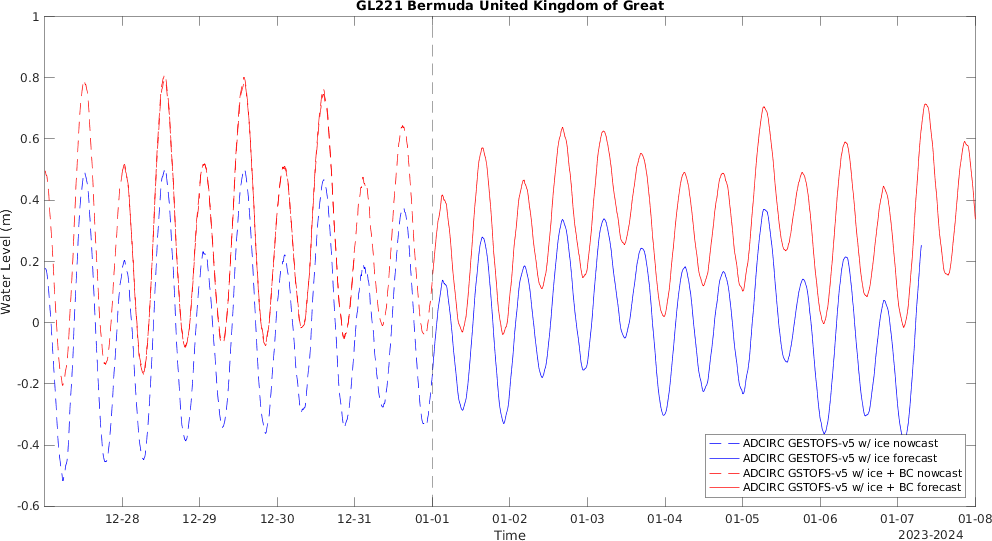 GL221 Bermuda United Kingdom of Great
1
0.8
0.6
0.4
0.2
0
-0.2
-0.4
-0.6
Water Level (m)
ADCIRC GESTOFS-v5 w/ ice nowcast
ADCIRC GESTOFS-v5 w/ ice forecast
ADCIRC GSTOFS-v5 w/ ice + BC nowcast
ADCIRC GSTOFS-v5 w/ ice + BC forecast
12-28 12-29 12-30 12-31 01-01 01-02 01-03 01-04 01-05 01-06 01-07 01-08
Time
2023-2024